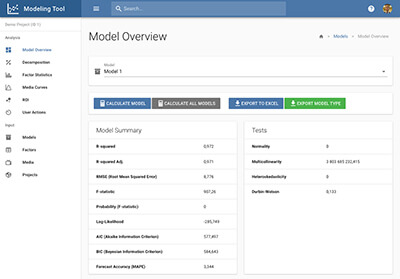 Modeling Tool
Search...
Demo Project (ID:1)
Analysis
Model Overview
Decomposition
Factor Statistics
Media Curves
ROI
User Actions
Input
Models
Factors
Media
Projects
Model Overview
Models
Model Overview
Model
Model 1
CALCULATE MODEL
CALCULATE ALL MODELS
EXPORT TO EXCEL
EXPORT MODEL TYPE
Model Summary
R-squared 0,972
R-squared Adj. 0,971
RMSE (Root Mean Squared Error) 8,776
F-statistic 907,26
Probability (F-statistic) 0
Log-Likelihood -285,749
AIC (Akaike Information Criterion) 577,497
BIC (Bayesian Information Criterion) 584,643
Forecast Accuracy (MAPE) 3,344
Tests
Normality 0
Multicollinearity 2 803 665 232,415
Heteroskedasticity 0
Durbin-Watson 0,133